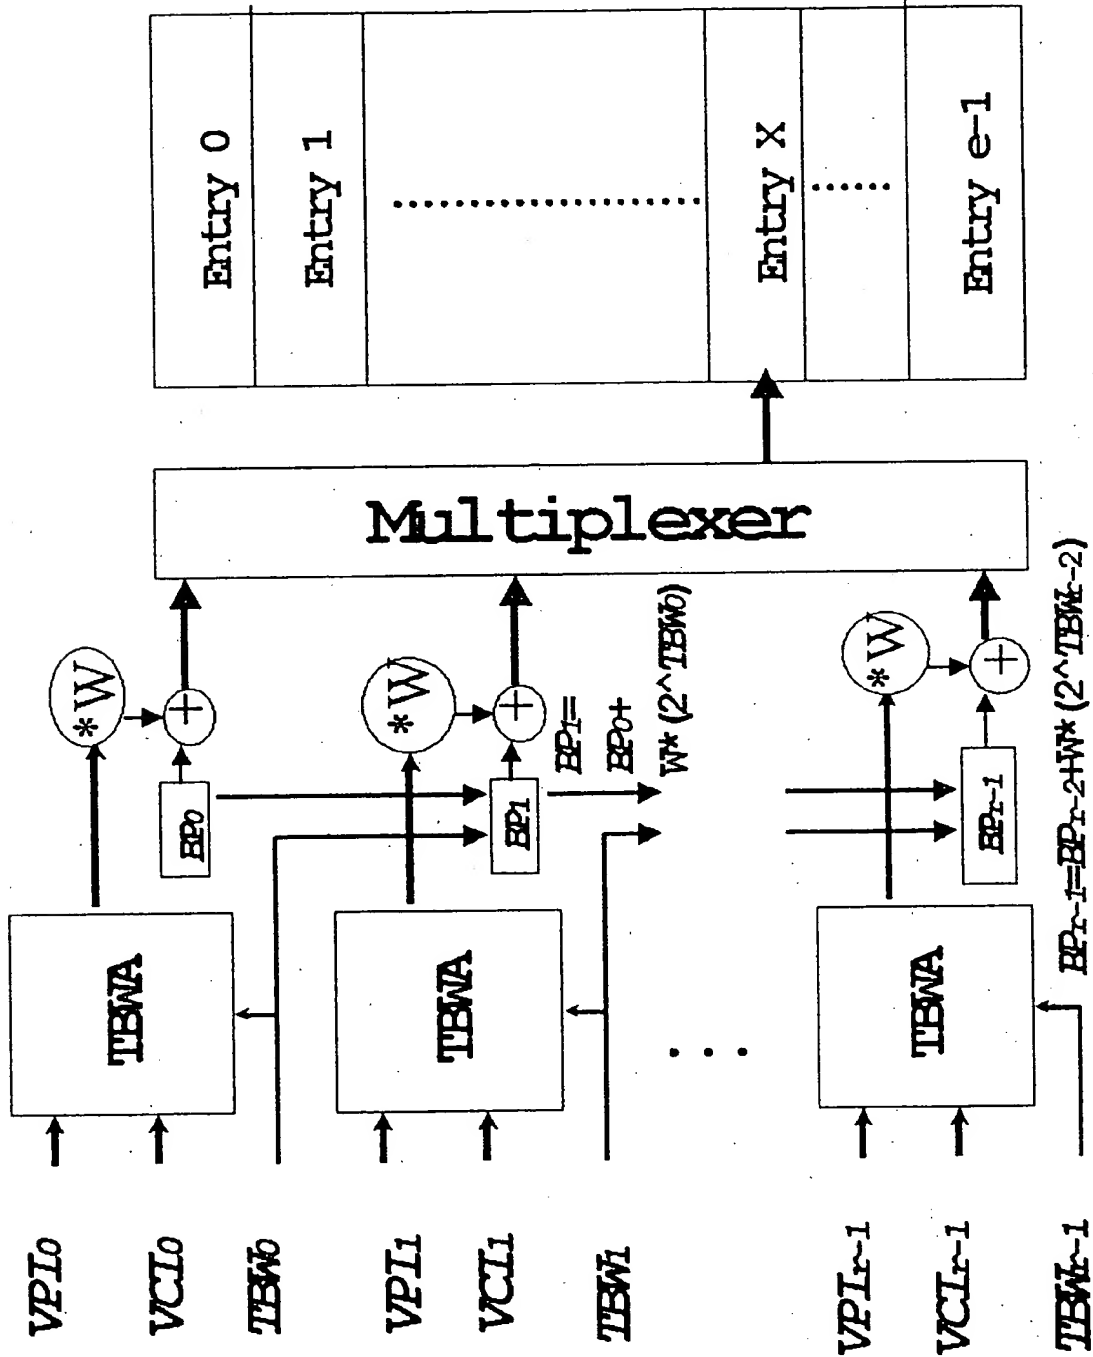 VPI0
VCI0
TBW0
TBWA
BP0
*W
+
VPI1
VCI1
TBW1
TBWA
BP1
*W
+
BP1=
BP0+
W*(2^TBW0)
...
VPIr-1
VCIr-1
TBWr-1
TBWA
BPr-1
*W
+
BPr-1=BPr-2+W*(2^TBWr-2)
Multiplexer
Entry 0
Entry 1
Entry X
Entry e-1